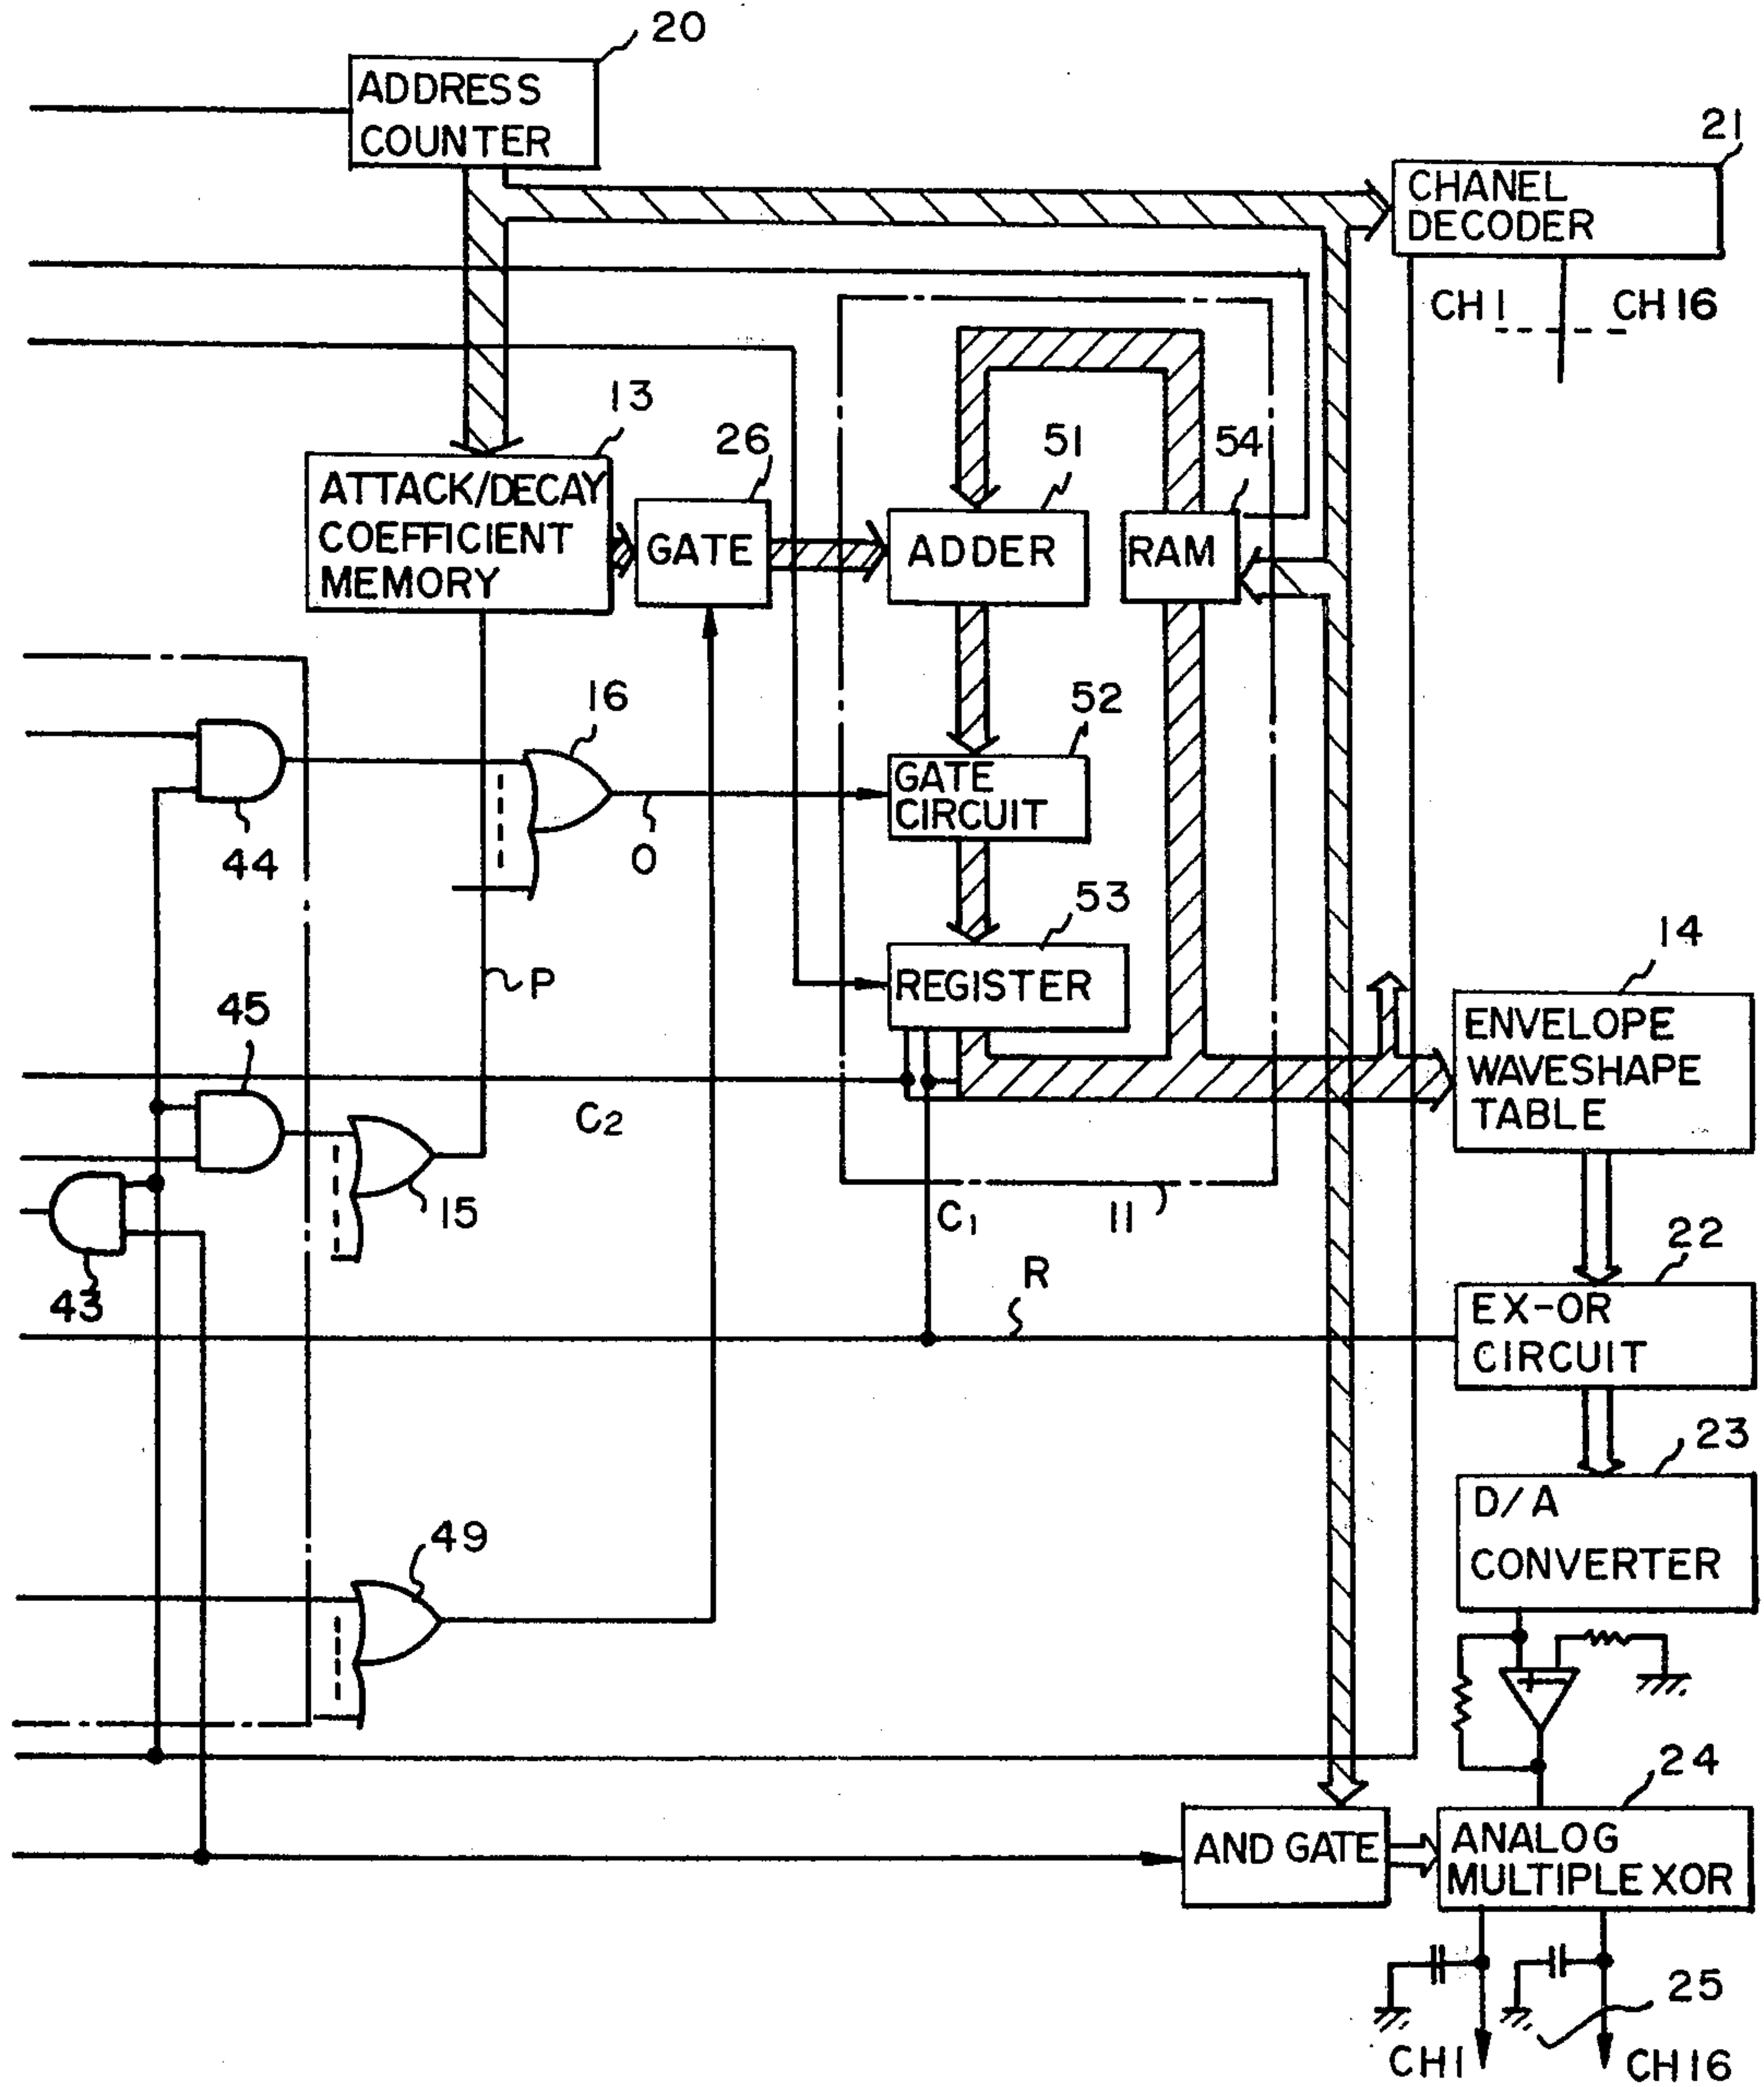 20
ADDRESS
COUNTER
21
CHANEL
DECODER
CH1
CH16
13
ATTACK/DECAY
COEFFICIENT
MEMORY
26
GATE
51
ADDER
54
RAM
16
O
44
52
GATE
CIRCUIT
53
REGISTER
P
14
ENVELOPE
WAVESHAPE
TABLE
45
C2
15
43
C1
11
R
22
EX-OR
CIRCUIT
23
D/A
CONVERTER
49
24
AND GATE
ANALOG
MULTIPLEXOR
25
CH1
CH16